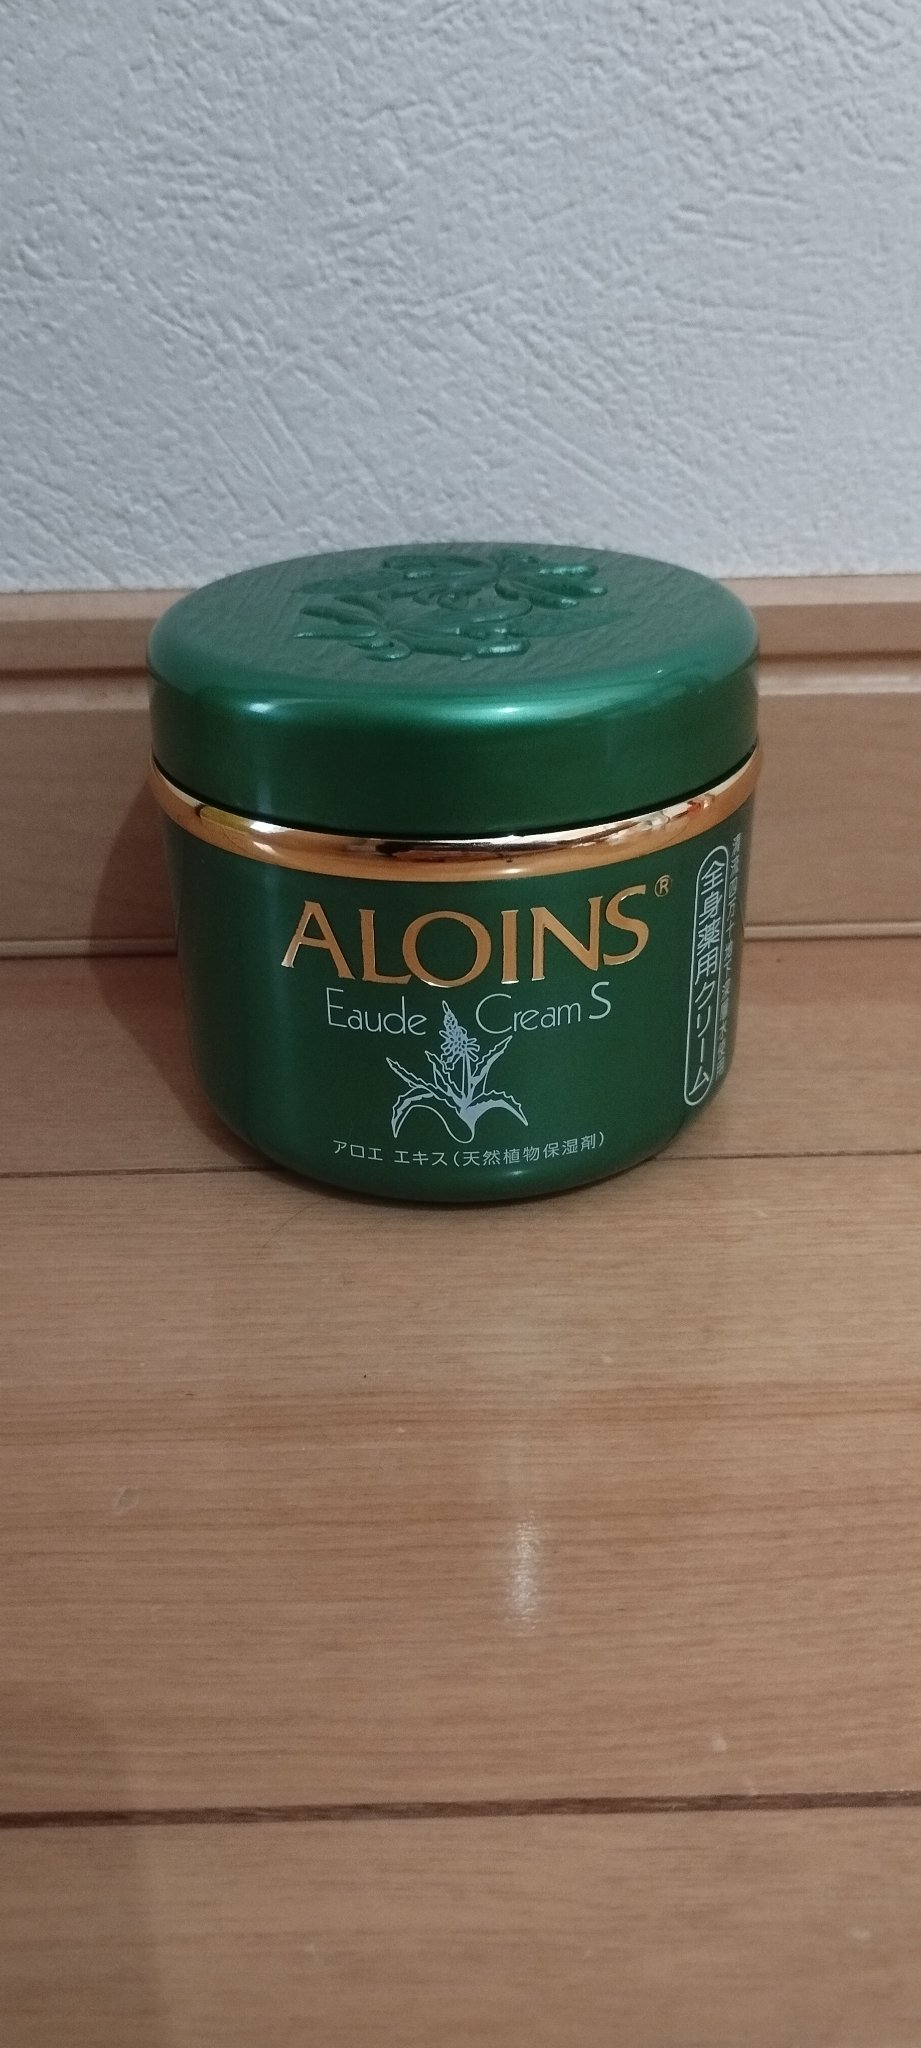 ALOINS®
Eaude Cream S
アロエ エキス(天然植物保湿剤)
全身薬用クリーム